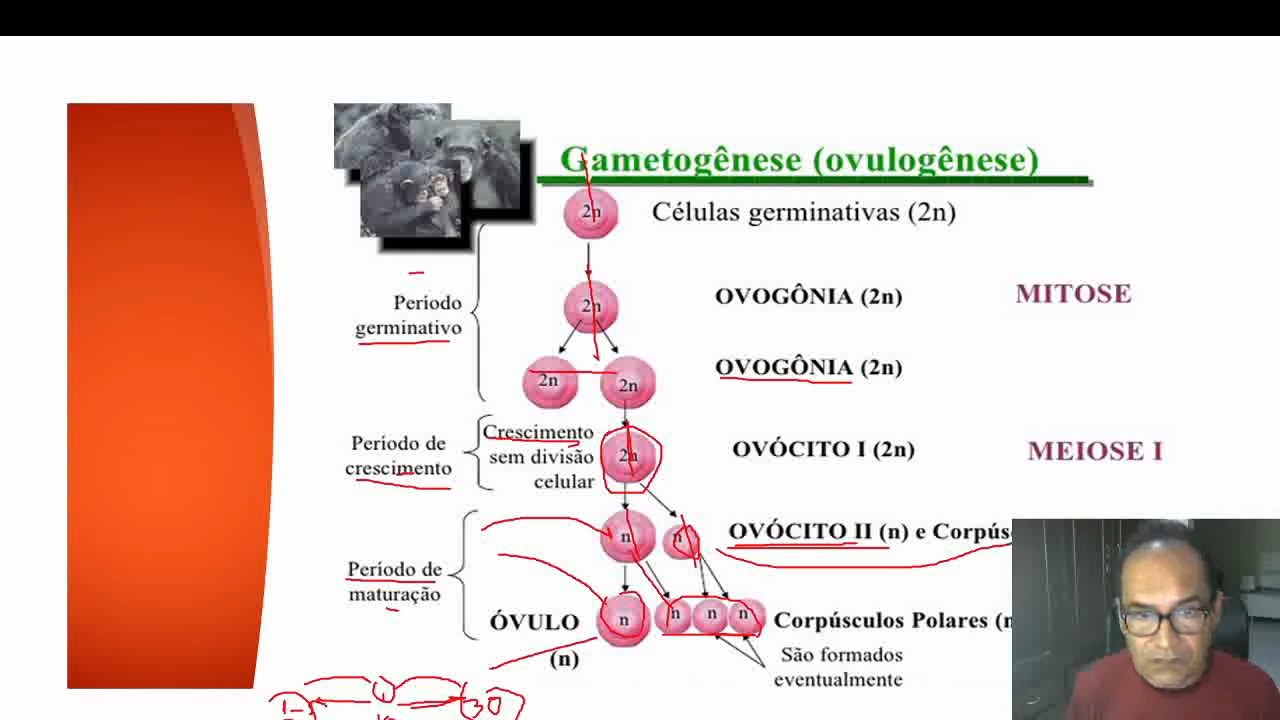 Gametogênese (ovulogênese)
2n
Células germinativas (2n)
Período
germinativo
2n
OVOGÔNIA (2n)
MITOSE
2n
2n
OVOGÔNIA (2n)
Período de
crescimento
Crescimento
sem divisão
celular
2n
OVÓCITO I (2n)
MEIOSE I
Período de
maturação
n
n
OVÓCITO II (n) e Corpús
ÓVULO
(n)
n
n
n
n
Corpúsculos Polares (n
São formados
eventualmente